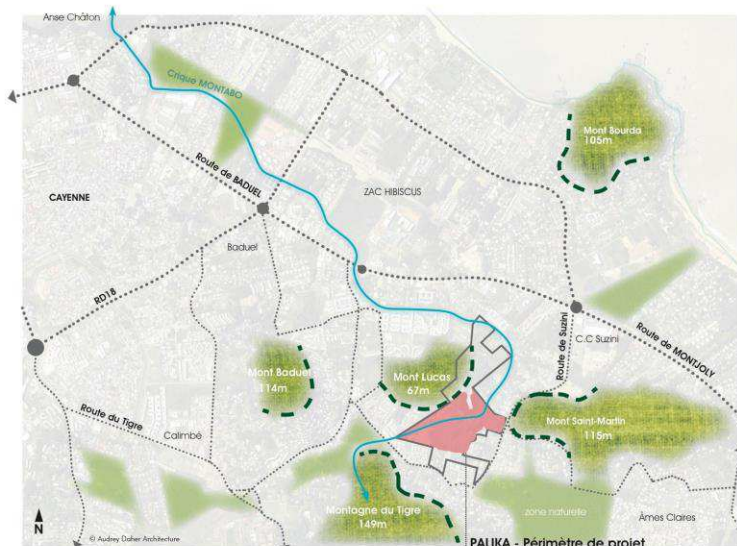 Anse Châton
Crique MONTABO
Mont Bourda
105m
Route de BADUEL
CAYENNE
ZAC HIBISCUS
Baduel
RD18
Route de MONTJOLY
Route de Suzini
C.C Suzini
Mont Baduel
114m
Mont Lucas
67m
Mont Saint-Martin
115m
Route du Tigre
Calimbé
Montagne du Tigre
149m
zone naturelle
Âmes Claires
N
© Audrey Daher Architecture
PALIKA - Périmètre de projet